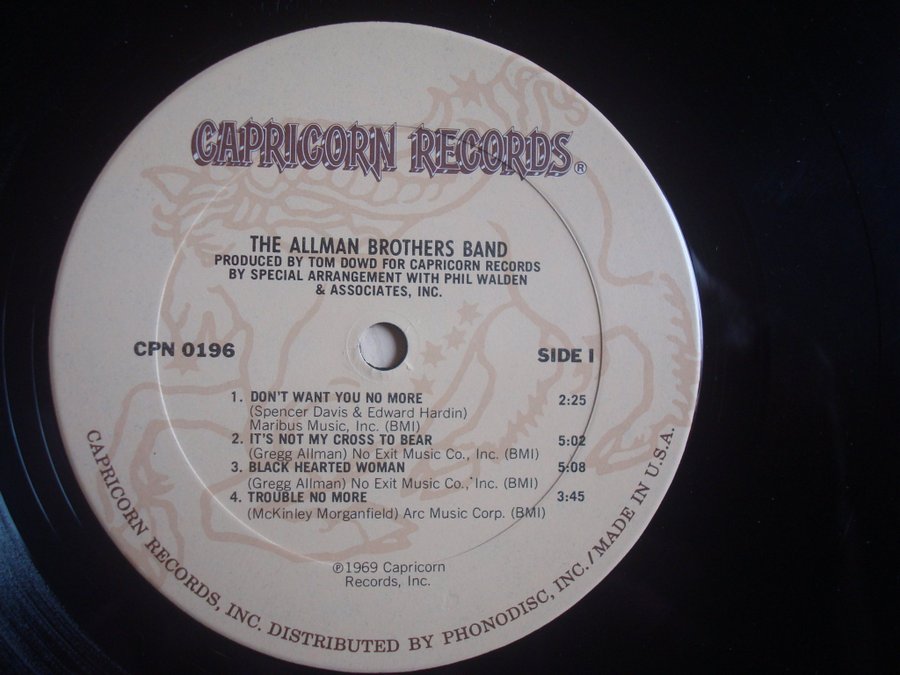 CAPRICORN RECORDS®
THE ALLMAN BROTHERS BAND
PRODUCED BY TOM DOWD FOR CAPRICORN RECORDS
BY SPECIAL ARRANGEMENT WITH PHIL WALDEN
& ASSOCIATES, INC.
CPN 0196
SIDE I
1. DON'T WANT YOU NO MORE 2:25
(Spencer Davis & Edward Hardin)
Maribus Music, Inc. (BMI)
2. IT'S NOT MY CROSS TO BEAR 5:02
(Gregg Allman) No Exit Music Co., Inc. (BMI)
3. BLACK HEARTED WOMAN 5:08
(Gregg Allman) No Exit Music Co., Inc. (BMI)
4. TROUBLE NO MORE 3:45
(McKinley Morganfield) Arc Music Corp. (BMI)
℗1969 Capricorn
Records, Inc.
CAPRICORN RECORDS, INC. DISTRIBUTED BY PHONODISC, INC./MADE IN U.S.A.